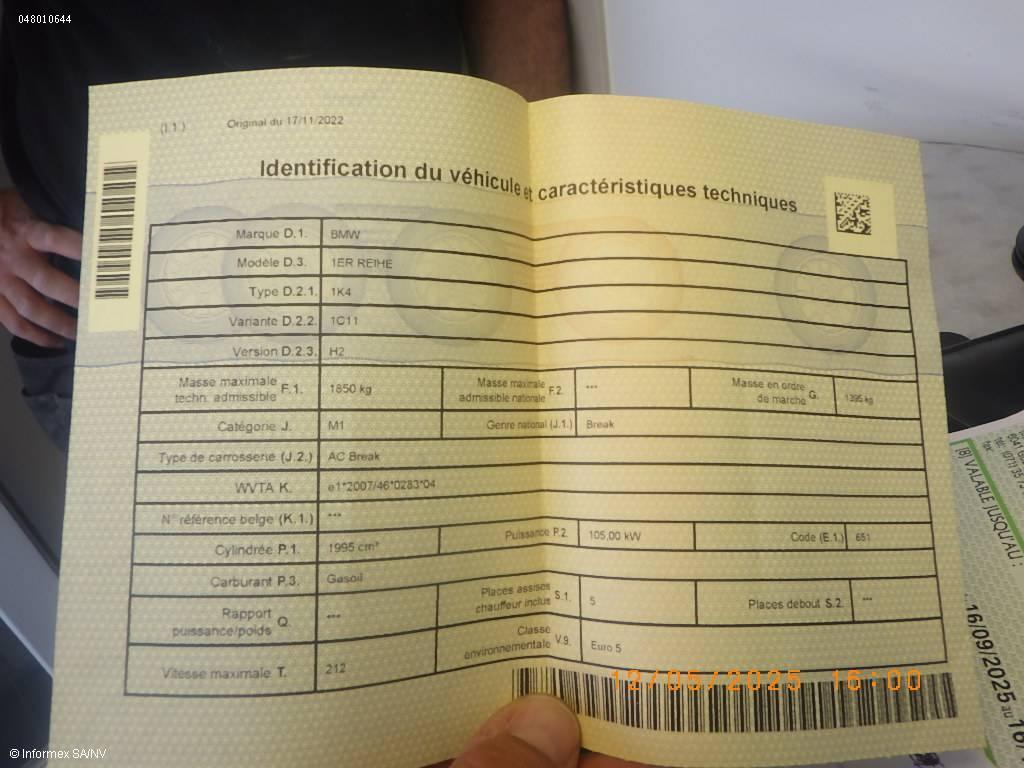 048010644
(I.1.) Original du 17/11/2022
Identification du véhicule et caractéristiques techniques
Marque D.1. BMW
Modèle D.3. 1ER REIHE
Type D.2.1. 1K4
Variante D.2.2. 1C11
Version D.2.3. H2
Masse maximale techn. admissible F.1. 1850 kg Masse maximale admissible nationale F.2. *** Masse en ordre de marche G. 1395 kg
Catégorie J. M1 Genre national (J.1.) Break
Type de carrosserie (J.2.) AC Break
WVTA K. e1*2007/46*0283*04
N° référence belge (K.1.) ***
Cylindrée P.1. 1995 cm³ Puissance P.2. 105,00 kW Code (E.1.) 651
Carburant P.3. Gasoil
Rapport puissance/poids Q. *** Places assises chauffeur inclus S.1. 5 Places debout S.2. ***
Vitesse maximale T. 212 Classe environnementale V.9. Euro 5
12/05/2025 16:00
(8) VALABLE JUSQU'AU :
16/09/2025 au
© Informex SA/NV